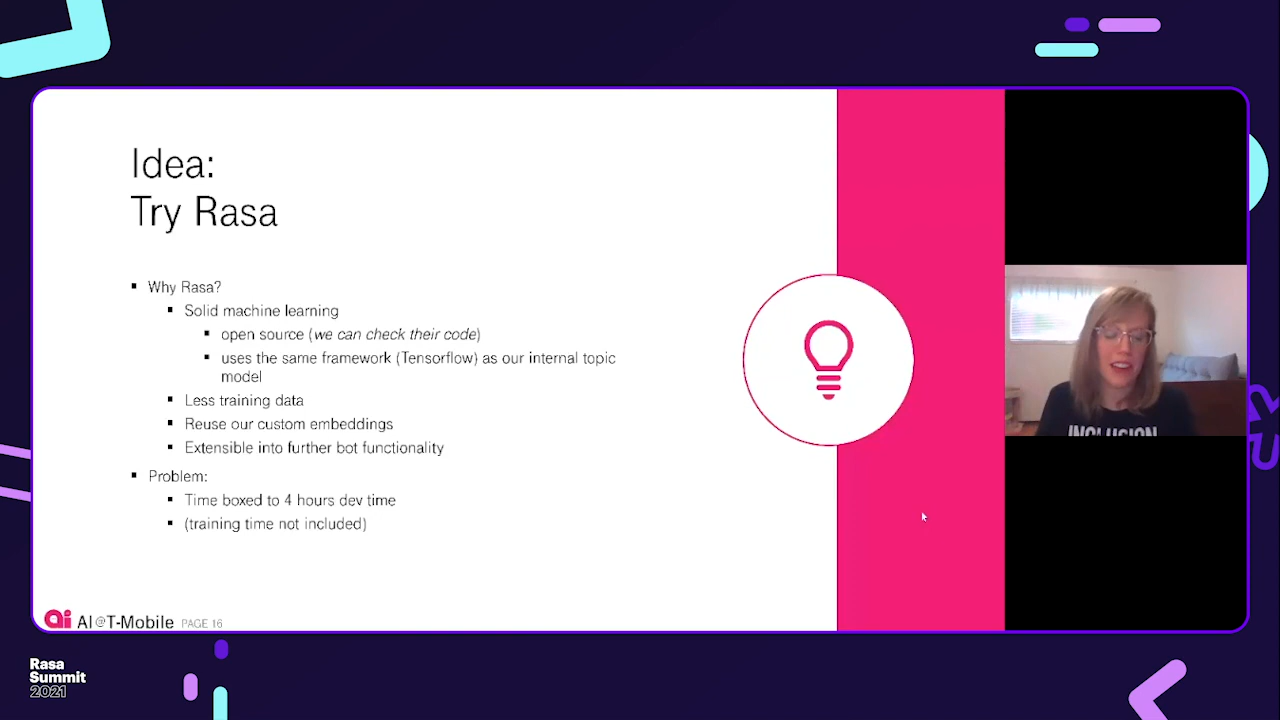 Idea:
Try Rasa
Why Rasa?
Solid machine learning
open source (we can check their code)
uses the same framework (Tensorflow) as our internal topic
model
Less training data
Reuse our custom embeddings
Extensible into further bot functionality
Problem:
Time boxed to 4 hours dev time
(training time not included)
INCLUSION
ai AI@T-Mobile PAGE 16
Rasa
Summit
2021